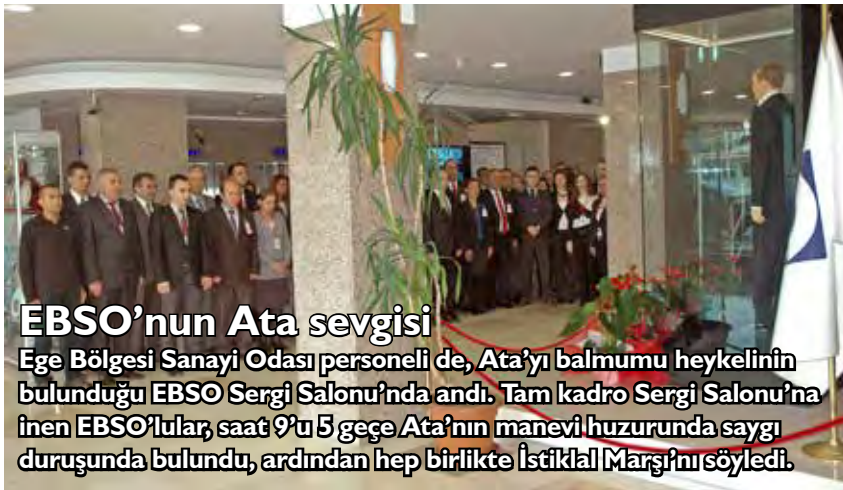 EBSO’nun Ata sevgisi
Ege Bölgesi Sanayi Odası personeli de, Ata’yı balmumu heykelinin
bulunduğu EBSO Sergi Salonu’nda andı. Tam kadro Sergi Salonu’na
inen EBSO’lular, saat 9’u 5 geçe Ata’nın manevi huzurunda saygı
duruşunda bulundu, ardından hep birlikte İstiklal Marşı’nı söyledi.